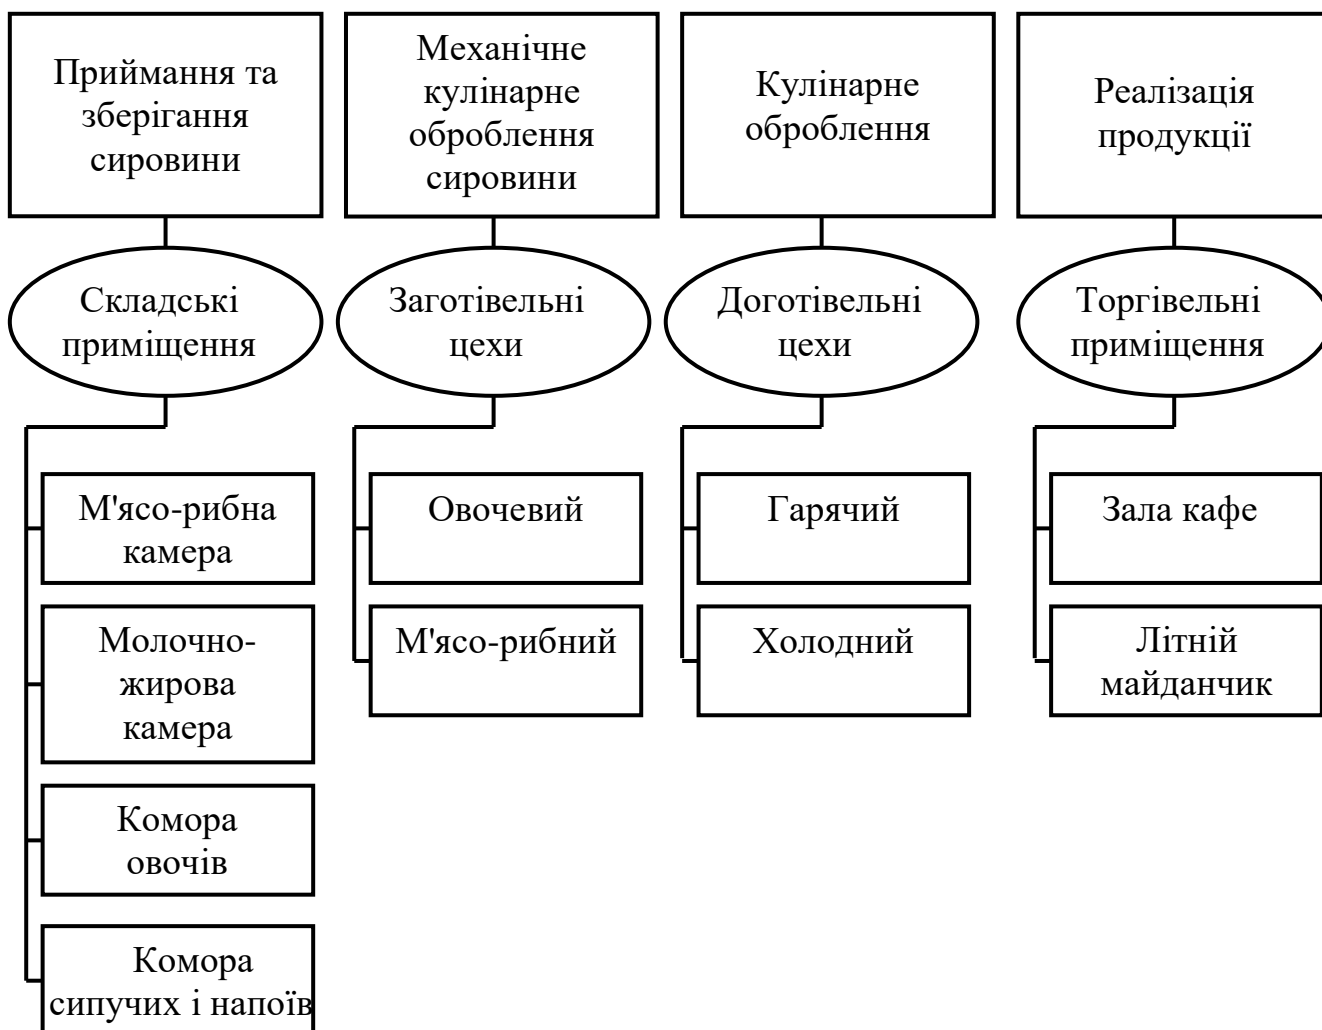 Приймання та
зберігання
сировини
Механічне
кулінарне
оброблення
сировини
Кулінарне
оброблення
Реалізація
продукції
Складські
приміщення
Заготівельні
цехи
Доготівельні
цехи
Торгівельні
приміщення
М'ясо-рибна
камера
Овочевий
Гарячий
Зала кафе
Молочно-
жирова
камера
М'ясо-рибний
Холодний
Літній
майданчик
Комора
овочів
Комора
сипучих і напоїв